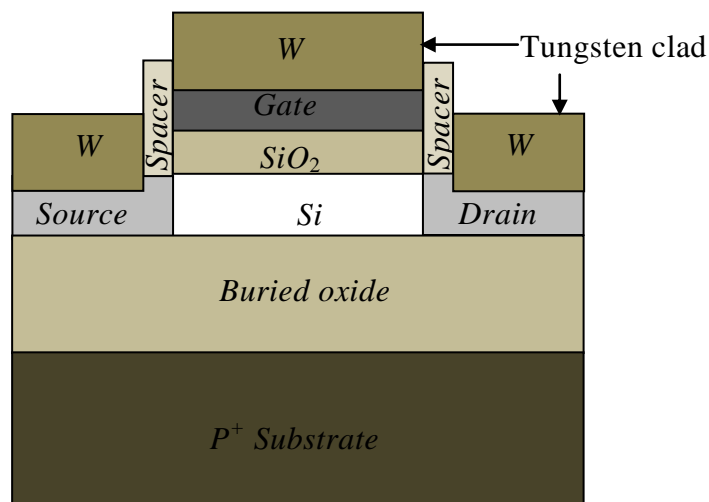 W
Tungsten clad
Gate
Spacer
Spacer
W
W
SiO₂
Source
Si
Drain
Buried oxide
P⁺ Substrate